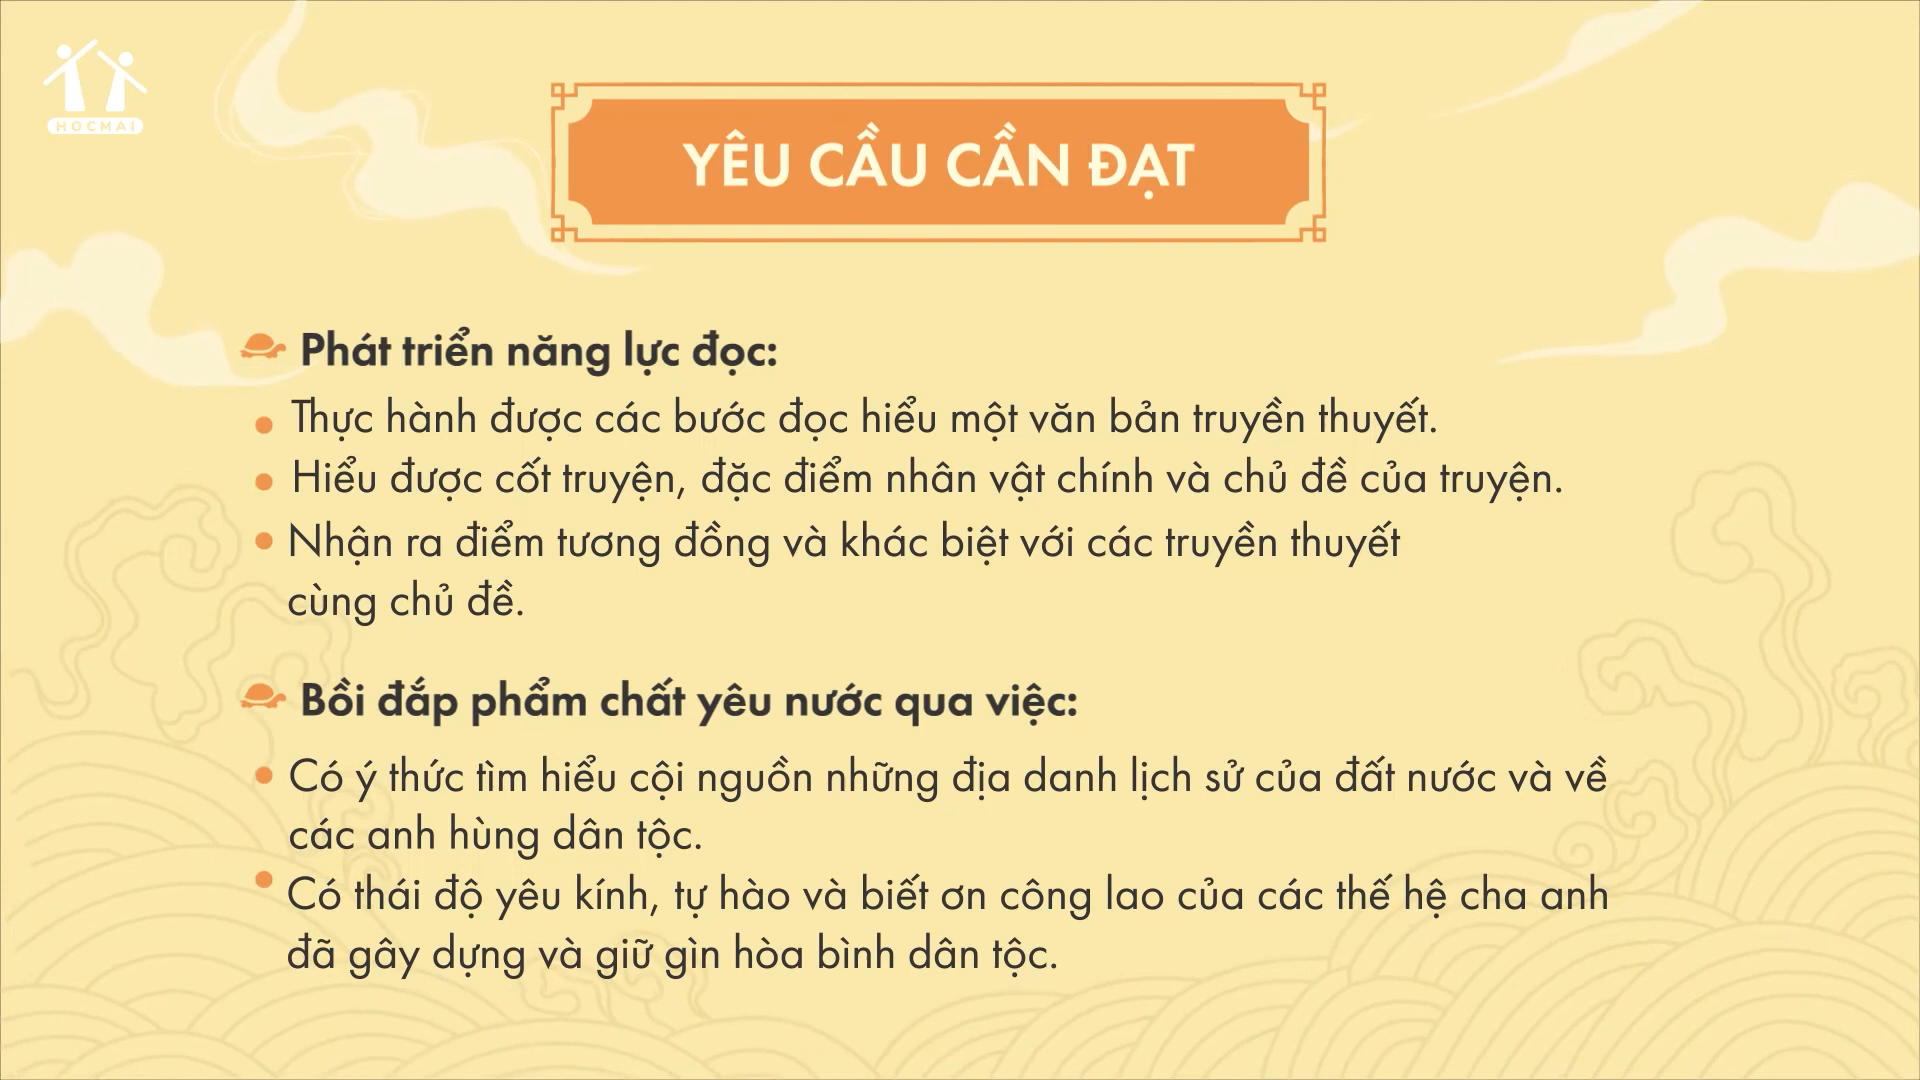 HOCMAI
YÊU CẦU CẦN ĐẠT
Phát triển năng lực đọc:
Thực hành được các bước đọc hiểu một văn bản truyền thuyết.
Hiểu được cốt truyện, đặc điểm nhân vật chính và chủ đề của truyện.
Nhận ra điểm tương đồng và khác biệt với các truyền thuyết
cùng chủ đề.
Bồi đắp phẩm chất yêu nước qua việc:
Có ý thức tìm hiểu cội nguồn những địa danh lịch sử của đất nước và về
các anh hùng dân tộc.
Có thái độ yêu kính, tự hào và biết ơn công lao của các thế hệ cha anh
đã gây dựng và giữ gìn hòa bình dân tộc.